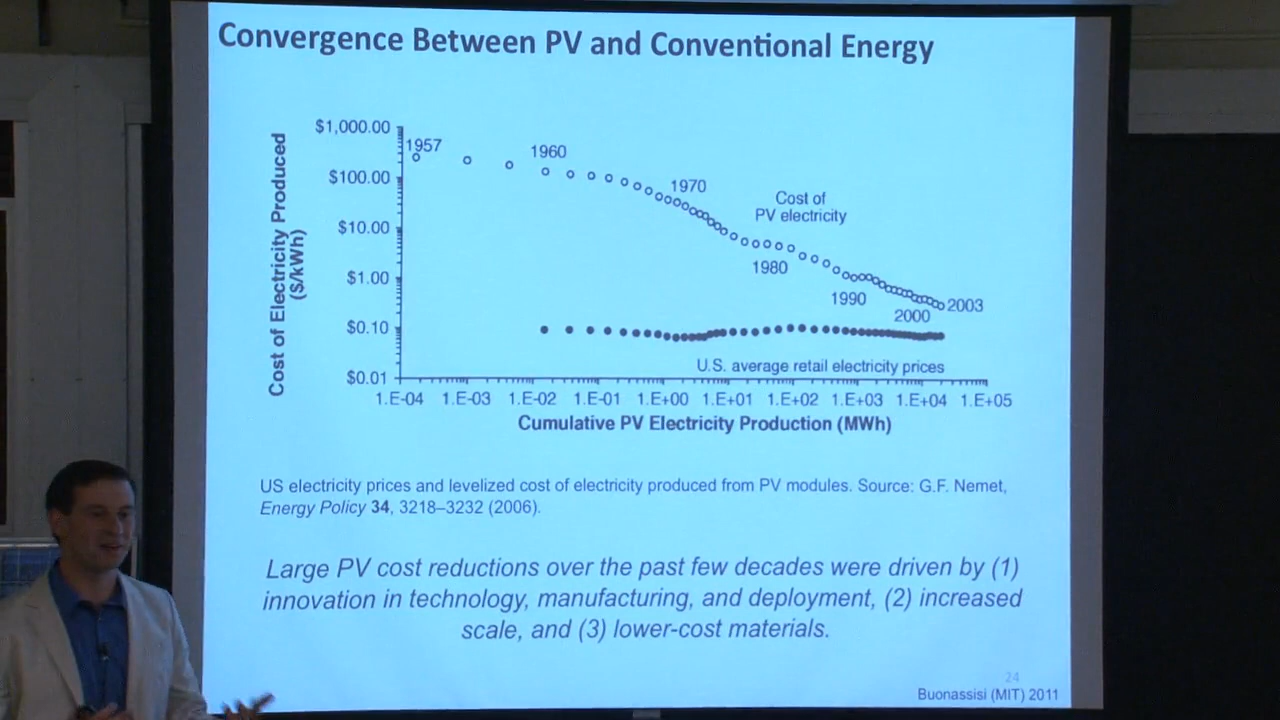 Convergence Between PV and Conventional Energy
Cost of Electricity Produced
($/kWh)
$1,000.00
$100.00
$10.00
$1.00
$0.10
$0.01
1957
1960
1970
Cost of
PV electricity
1980
1990
2000
2003
U.S. average retail electricity prices
1.E-04 1.E-03 1.E-02 1.E-01 1.E+00 1.E+01 1.E+02 1.E+03 1.E+04 1.E+05
Cumulative PV Electricity Production (MWh)
US electricity prices and levelized cost of electricity produced from PV modules. Source: G.F. Nemet,
Energy Policy 34, 3218–3232 (2006).
Large PV cost reductions over the past few decades were driven by (1)
innovation in technology, manufacturing, and deployment, (2) increased
scale, and (3) lower-cost materials.
24
Buonassisi (MIT) 2011